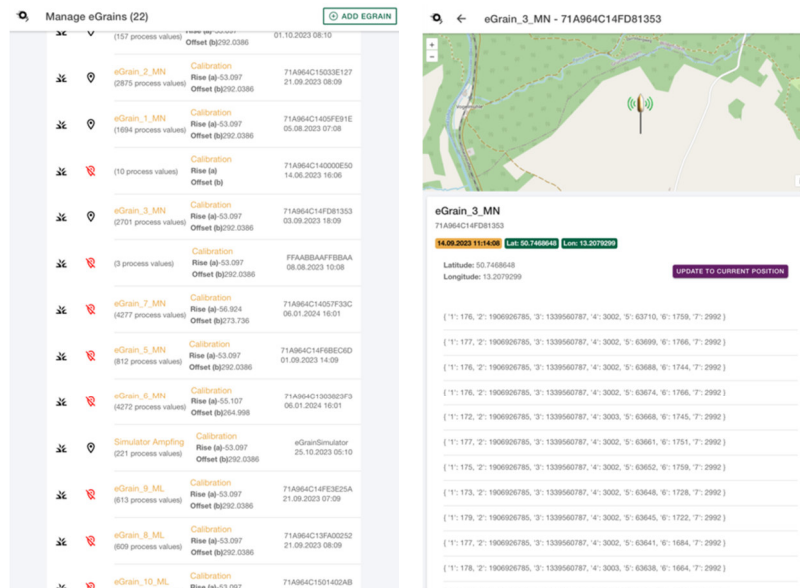 Manage eGrains (22)
ADD EGRAIN
(157 process values)
Offset (b)292.0386
01.10.2023 08:10
eGrain_2_MN
(2875 process values)
Calibration
Rise (a)-53.097
Offset (b)292.0386
71A964C15033E127
21.09.2023 08:09
eGrain_1_MN
(1694 process values)
Calibration
Rise (a)-53.097
Offset (b)292.0386
71A964C1405FE91E
05.08.2023 07:08
(10 process values)
Calibration
Rise (a)
Offset (b)
71A964C140000E50
14.06.2023 16:06
eGrain_3_MN
(2701 process values)
Calibration
Rise (a)-53.097
Offset (b)292.0386
71A964C14FD81353
03.09.2023 18:09
(3 process values)
Calibration
Rise (a)-53.097
Offset (b)292.0386
FFAABBAAFFBBAA
08.08.2023 10:08
eGrain_7_MN
(4277 process values)
Calibration
Rise (a)-56.924
Offset (b)273.736
71A964C14057F33C
06.01.2024 16:01
eGrain_5_MN
(812 process values)
Calibration
Rise (a)-53.097
Offset (b)292.0386
71A964C14F6BEC6D
01.09.2023 14:09
eGrain_6_MN
(4272 process values)
Calibration
Rise (a)-55.107
Offset (b)264.998
06.01.2024 16:01
Simulator Ampfing
(221 process values)
Calibration
Rise (a)-53.097
Offset (b)292.0386
eGrainSimulator
25.10.2023 05:10
eGrain_9_ML
(613 process values)
Calibration
Rise (a)-53.097
Offset (b)292.0386
71A964C14FE3E25A
21.09.2023 07:09
eGrain_8_ML
(609 process values)
Calibration
Rise (a)-53.097
Offset (b)292.0386
71A964C13FA00252
21.09.2023 08:09
eGrain_10_ML
Calibration
Rise (a)-53.097
71A964C1501402AB
eGrain_3_MN - 71A964C14FD81353
+
−
eGrain_3_MN
71A964C14FD81353
14.09.2023 11:14:08 Lat: 50.7468648 Lon: 13.2079299
Latitude: 50.7468648
Longitude: 13.2079299
UPDATE TO CURRENT POSITION
{ '1': 176, '2': 1906926785, '3': 1339560787, '4': 3002, '5': 63710, '6': 1759, '7': 2992 }
{ '1': 177, '2': 1906926785, '3': 1339560787, '4': 3002, '5': 63699, '6': 1766, '7': 2992 }
{ '1': 176, '2': 1906926785, '3': 1339560787, '4': 3002, '5': 63688, '6': 1744, '7': 2992 }
{ '1': 176, '2': 1906926785, '3': 1339560787, '4': 3002, '5': 63674, '6': 1766, '7': 2992 }
{ '1': 172, '2': 1906926785, '3': 1339560787, '4': 3003, '5': 63668, '6': 1745, '7': 2992 }
{ '1': 177, '2': 1906926785, '3': 1339560787, '4': 3002, '5': 63661, '6': 1751, '7': 2992 }
{ '1': 175, '2': 1906926785, '3': 1339560787, '4': 3002, '5': 63652, '6': 1759, '7': 2992 }
{ '1': 173, '2': 1906926785, '3': 1339560787, '4': 3002, '5': 63648, '6': 1728, '7': 2992 }
{ '1': 179, '2': 1906926785, '3': 1339560787, '4': 3002, '5': 63645, '6': 1722, '7': 2992 }
{ '1': 177, '2': 1906926785, '3': 1339560787, '4': 3002, '5': 63641, '6': 1684, '7': 2992 }
{ '1': 178, '2': 1906926785, '3': 1339560787, '4': 3003, '5': 63638, '6': 1664, '7': 2992 }